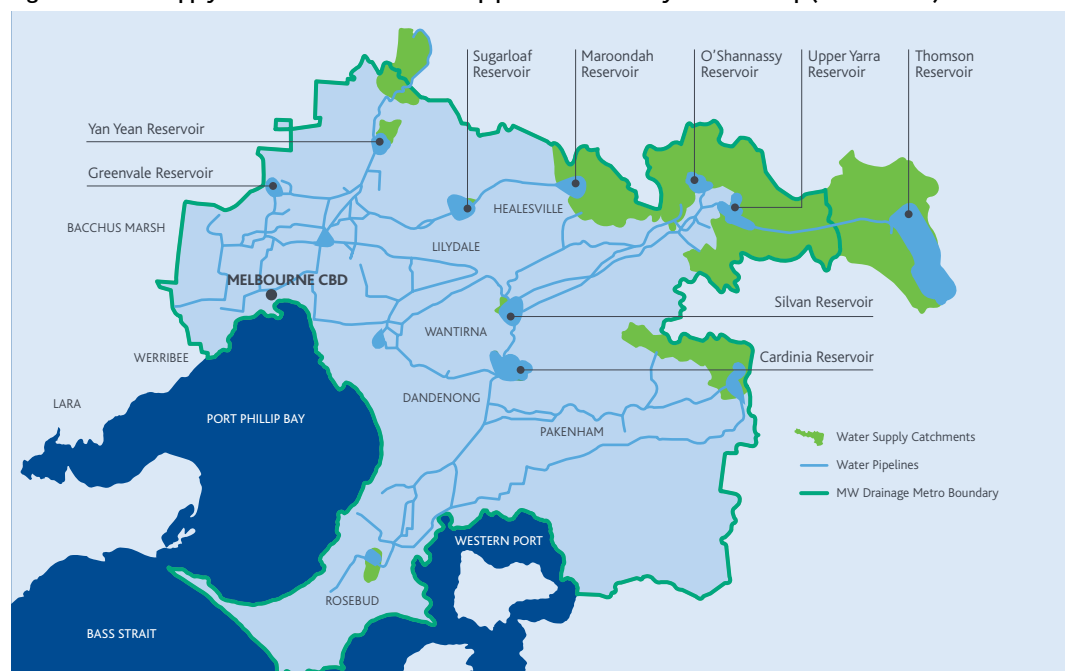 Sugarloaf
Reservoir
Maroondah
Reservoir
O'Shannassy
Reservoir
Upper Yarra
Reservoir
Thomson
Reservoir
Yan Yean Reservoir
Greenvale Reservoir
BACCHUS MARSH
HEALESVILLE
LILYDALE
MELBOURNE CBD
Silvan Reservoir
WANTIRNA
WERRIBEE
Cardinia Reservoir
DANDENONG
LARA
PORT PHILLIP BAY
PAKENHAM
Water Supply Catchments
Water Pipelines
MW Drainage Metro Boundary
WESTERN PORT
ROSEBUD
BASS STRAIT